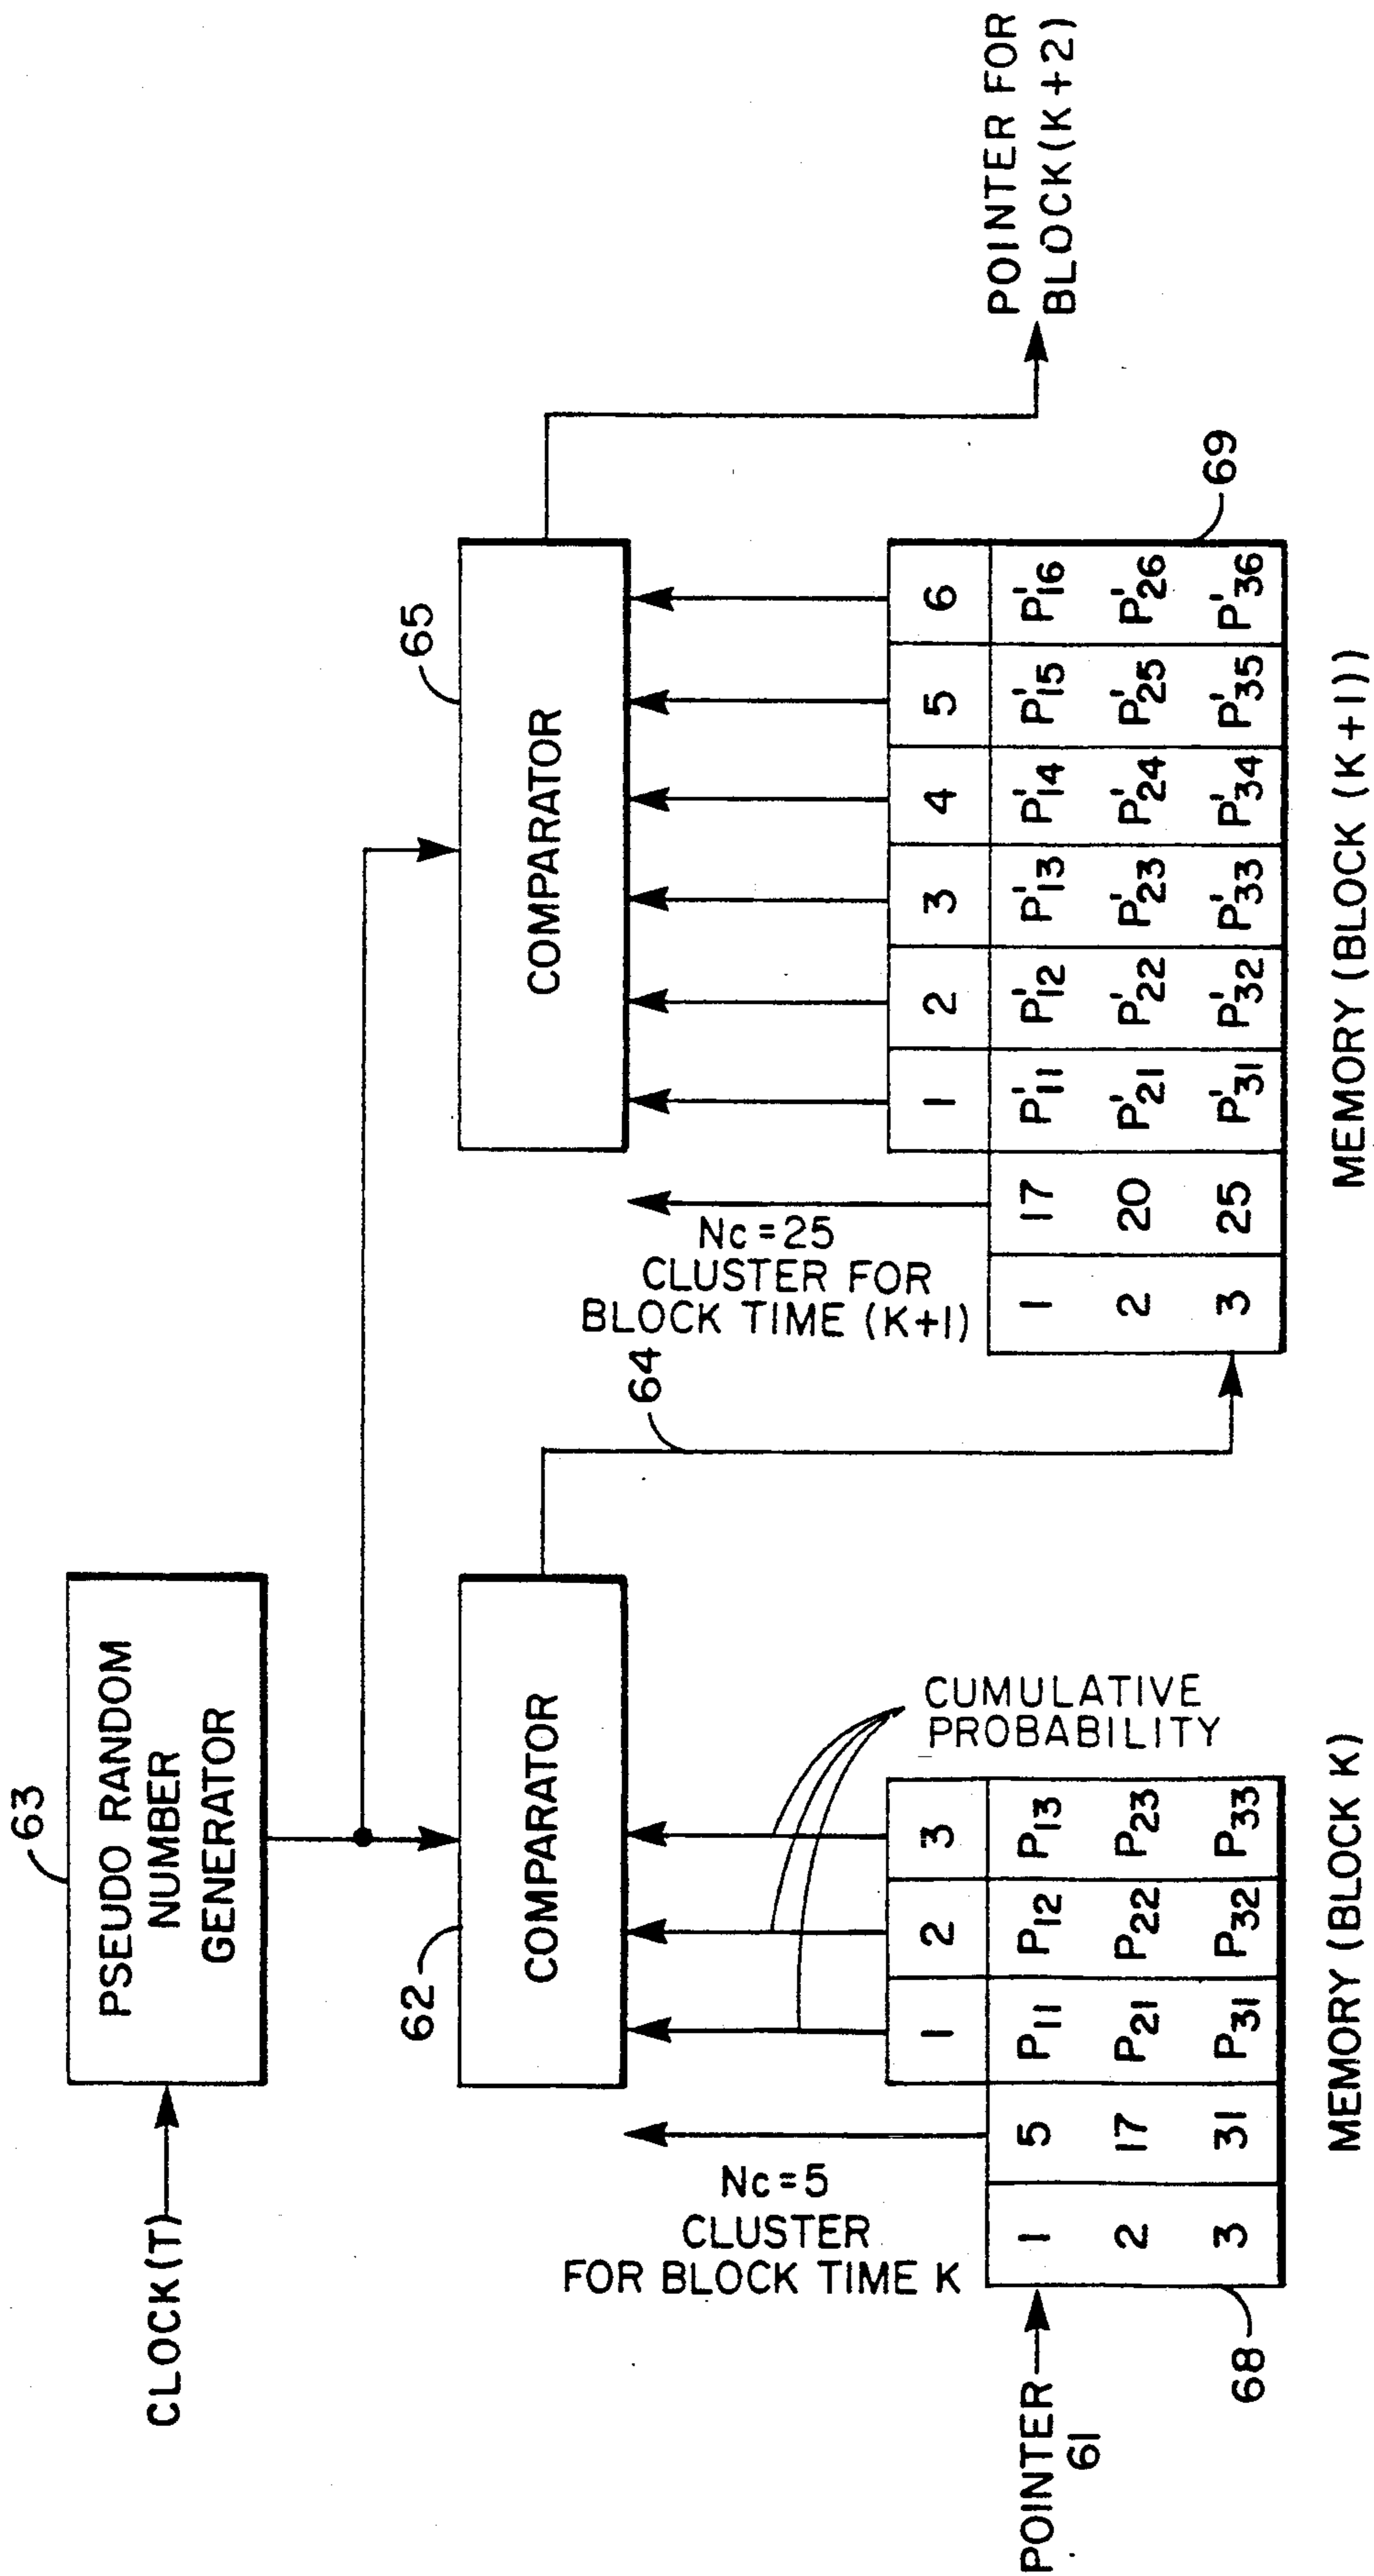 CLOCK(T)
63
PSEUDO RANDOM
NUMBER
GENERATOR
62
COMPARATOR
65
COMPARATOR
64
Nc=5
CLUSTER
FOR BLOCK TIME K
CUMULATIVE
PROBABILITY
Nc=25
CLUSTER FOR
BLOCK TIME (K+1)
POINTER
61
1 2 3
1 5 P11 P12 P13
2 17 P21 P22 P23
3 31 P31 P32 P33
68
MEMORY (BLOCK K)
1 2 3 4 5 6
1 17 P'11 P'12 P'13 P'14 P'15 P'16
2 20 P'21 P'22 P'23 P'24 P'25 P'26
3 25 P'31 P'32 P'33 P'34 P'35 P'36
69
MEMORY (BLOCK (K+1))
POINTER FOR
BLOCK(K+2)